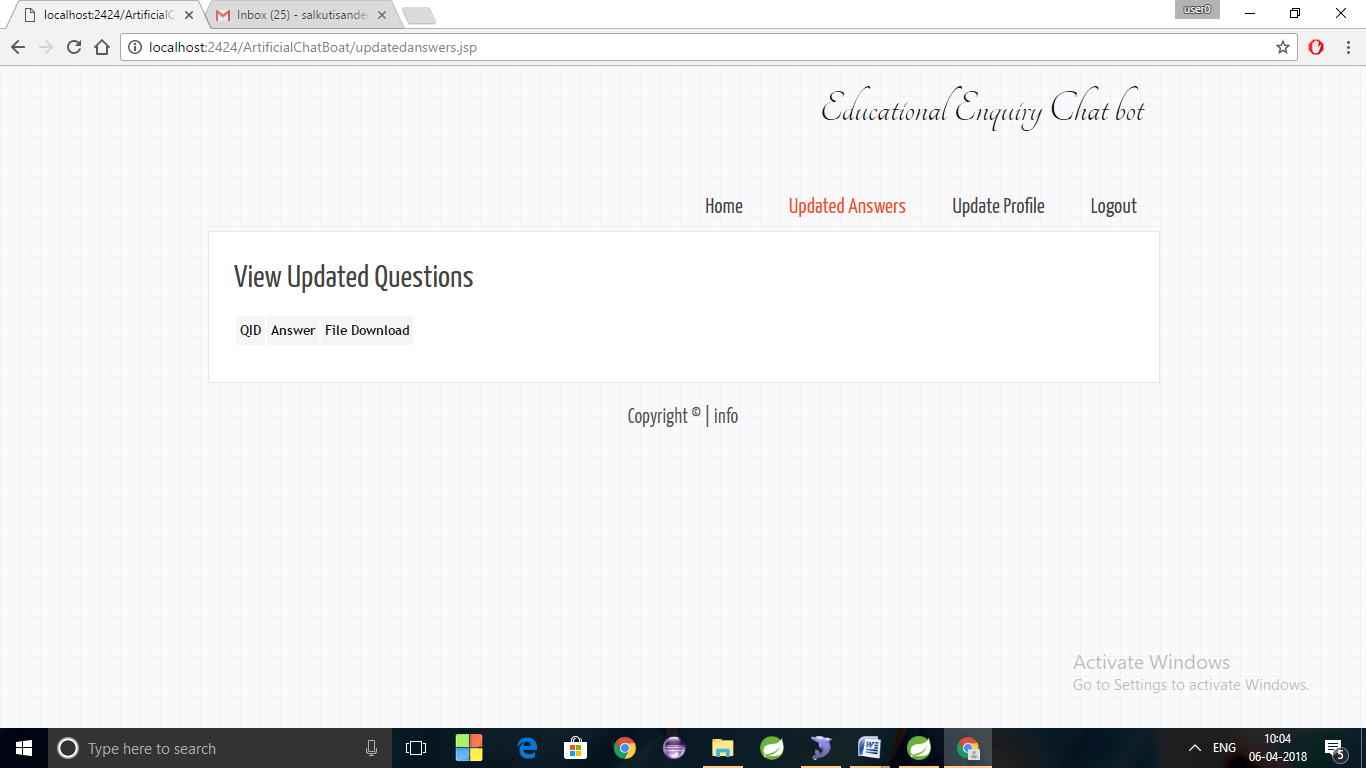 localhost:2424/ArtificialC
Inbox (25) - salkutisande
user0
localhost:2424/ArtificialChatBoat/updatedanswers.jsp
Educational Enquiry Chat bot
Home Updated Answers Update Profile Logout
View Updated Questions
QID Answer File Download
Copyright © | info
Activate Windows
Go to Settings to activate Windows.
Type here to search
ENG
10:04
06-04-2018
5